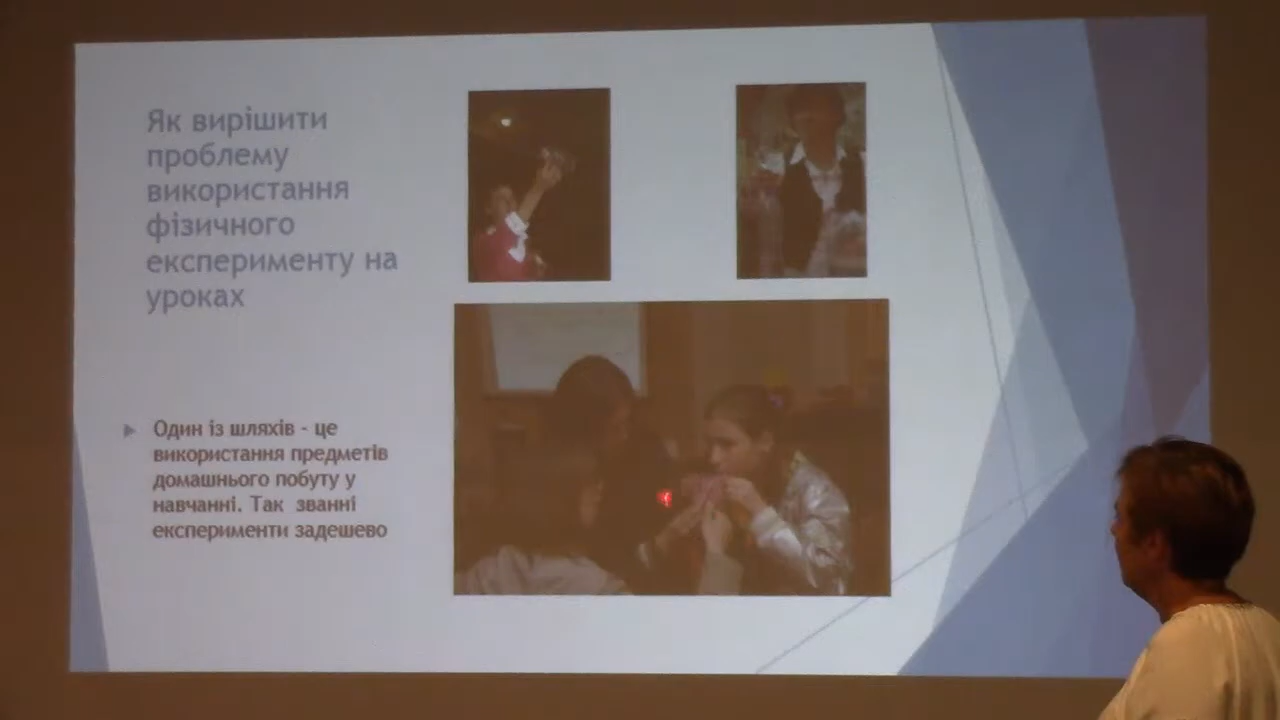 Як вирішити
проблему
використання
фізичного
експерименту на
уроках
Один із шляхів - це
використання предметів
домашнього побуту у
навчанні. Так званні
експерименти задешево